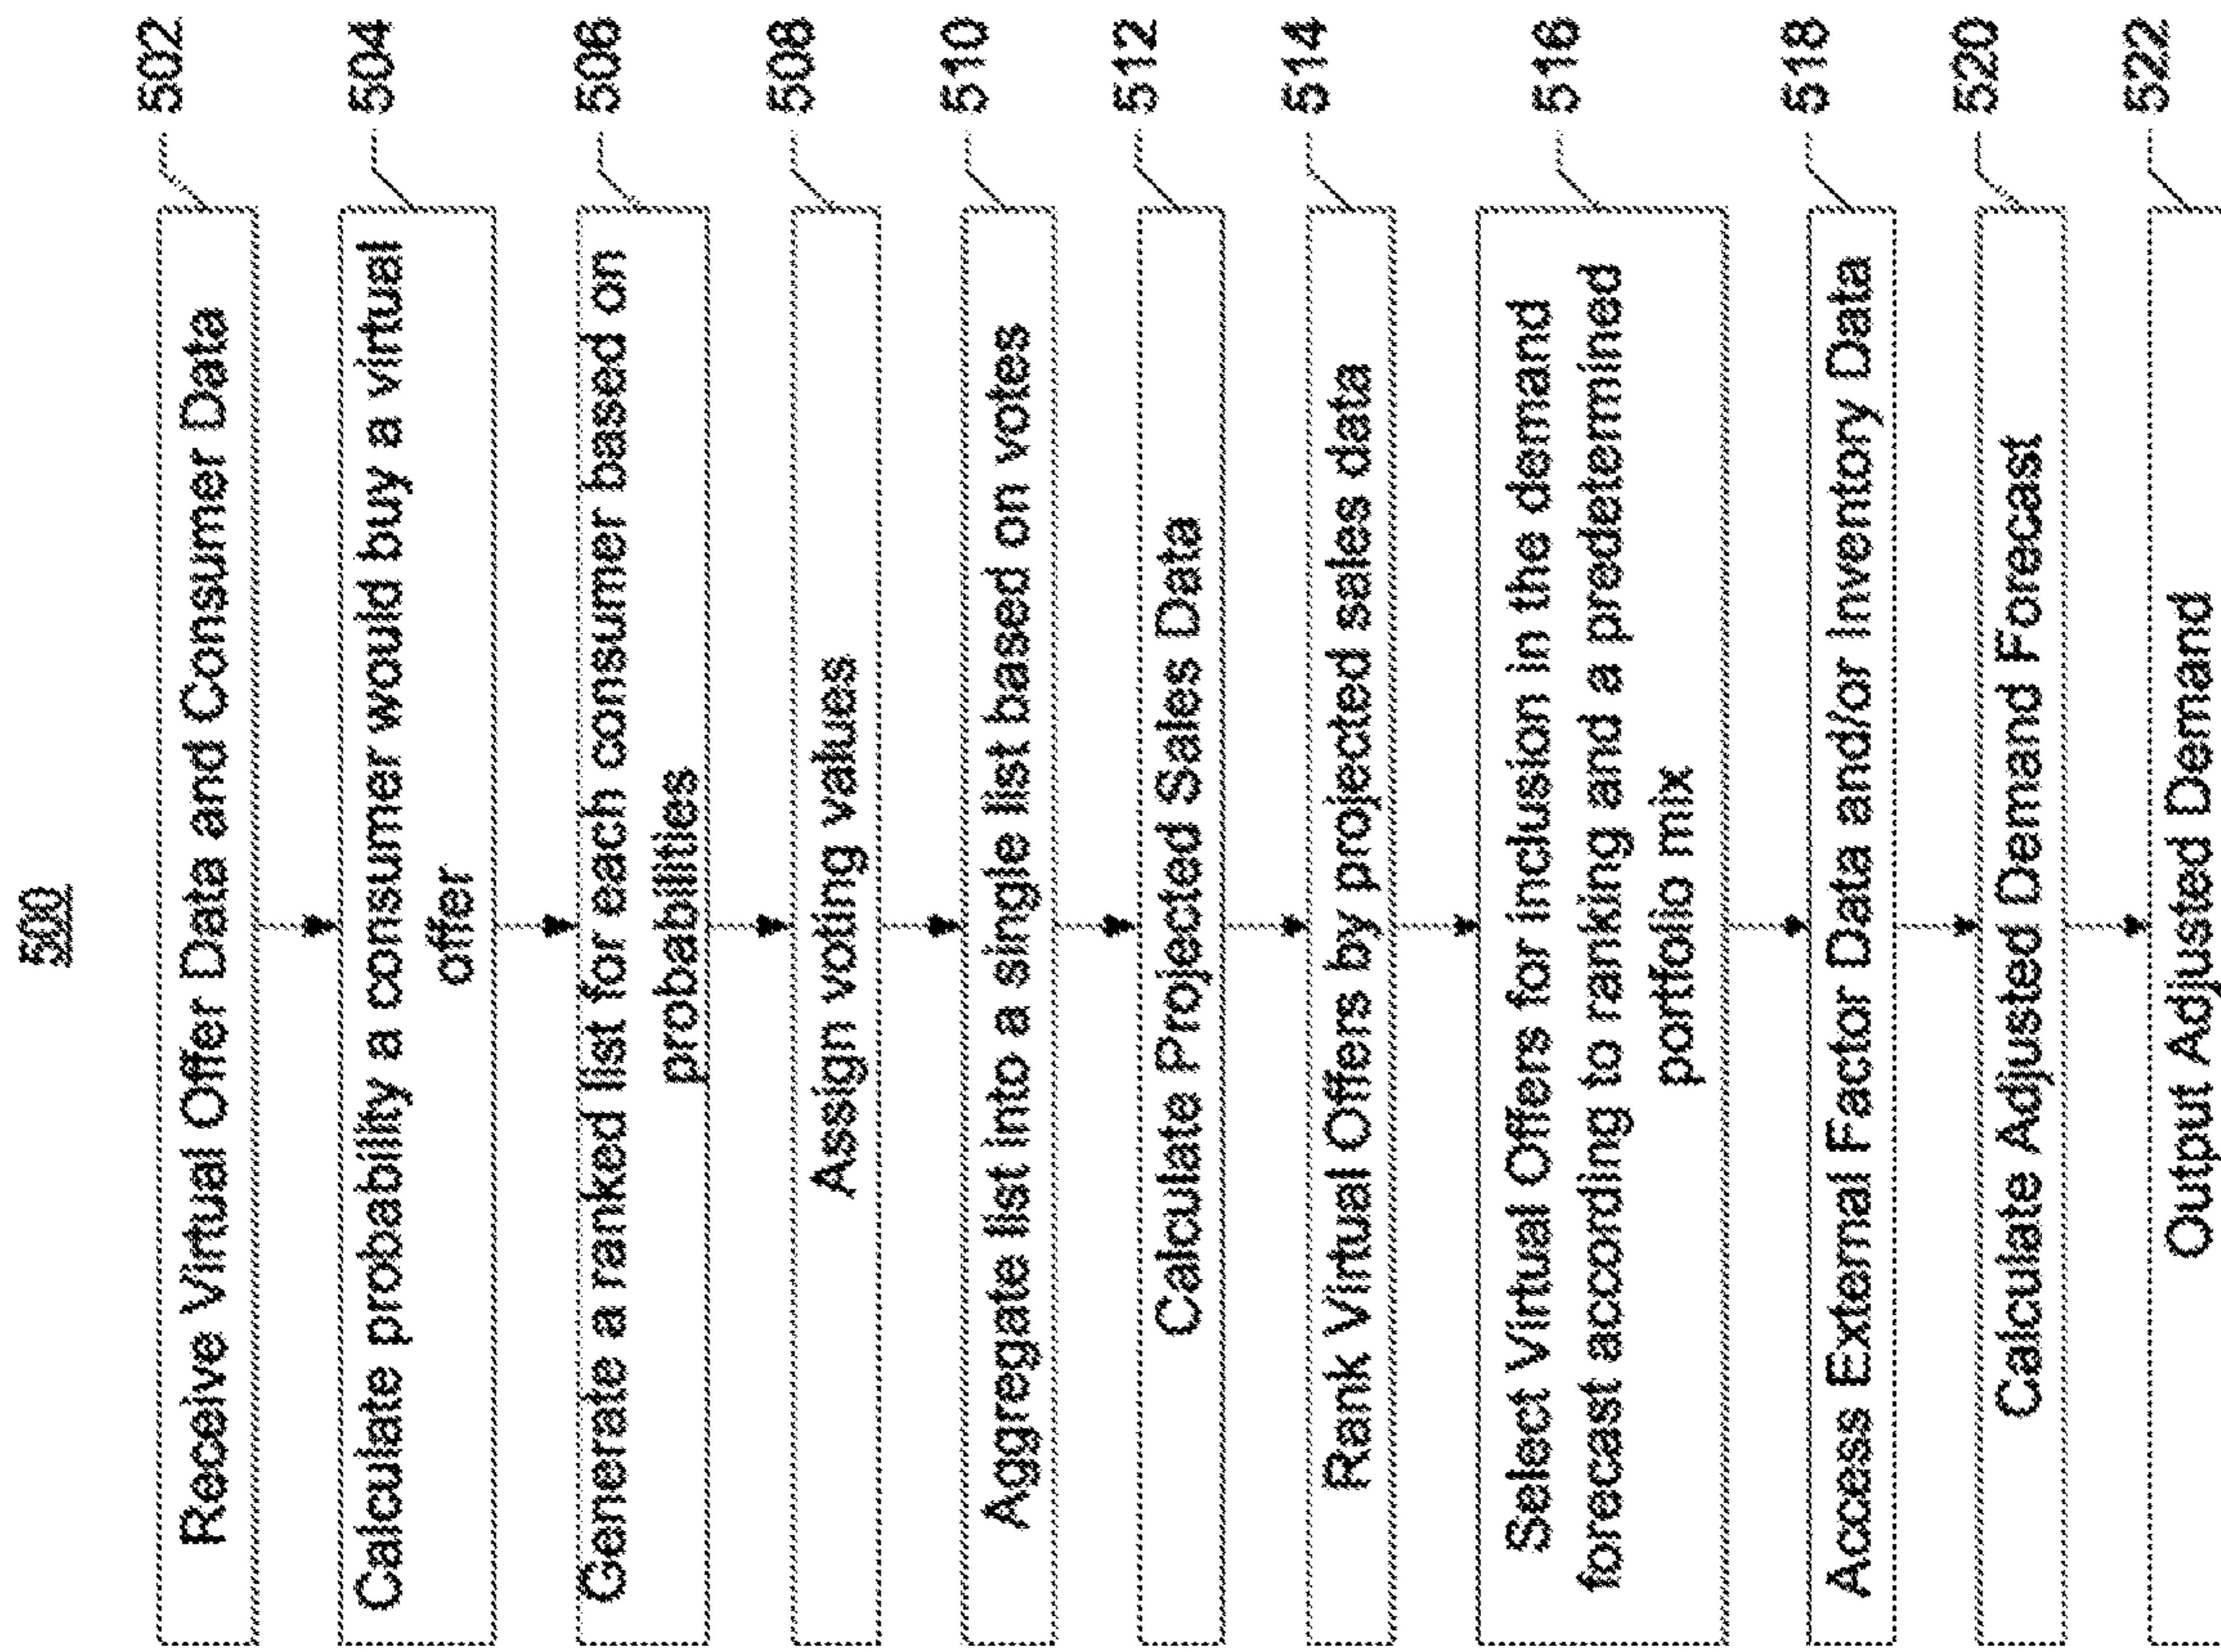 500
Receive Virtual Offer Data and Consumer Data
502
Calculate probability a consumer would buy a virtual
offer
504
Generate a ranked list for each consumer based on
probabilities
506
Assign voting values
508
Aggregate list into a single list based on votes
510
Calculate Projected Sales Data
512
Rank Virtual Offers by projected sales data
514
Select Virtual Offers for inclusion in the demand
forecast according to ranking and a predetermined
portfolio mix
516
Access External Factor Data and/or Inventory Data
518
Calculate Adjusted Demand Forecast
520
Output Adjusted Demand
522